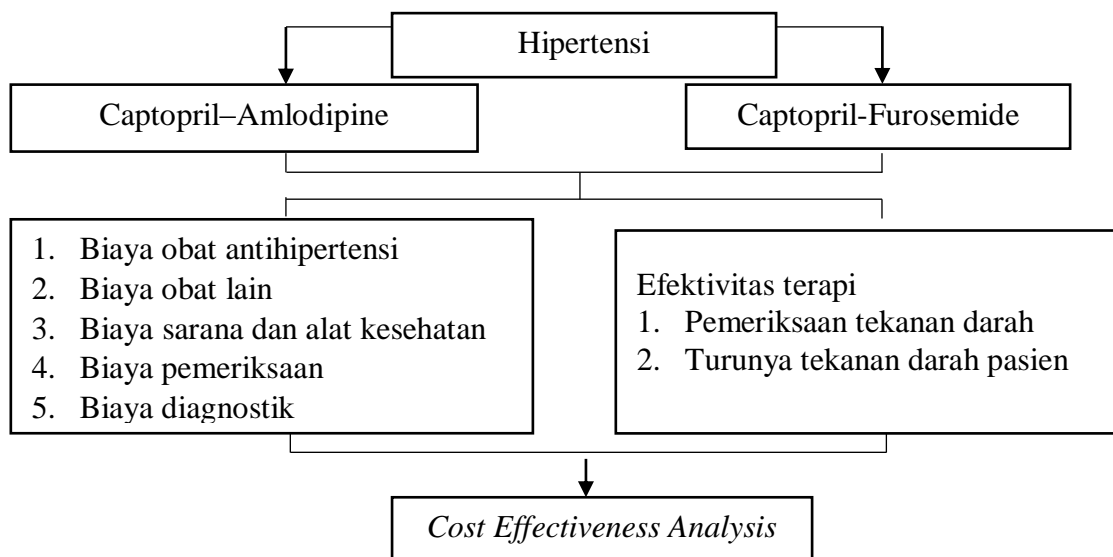 Hipertensi
Captopril–Amlodipine
Captopril-Furosemide
1. Biaya obat antihipertensi
2. Biaya obat lain
3. Biaya sarana dan alat kesehatan
4. Biaya pemeriksaan
5. Biaya diagnostik
Efektivitas terapi
1. Pemeriksaan tekanan darah
2. Turunya tekanan darah pasien
Cost Effectiveness Analysis